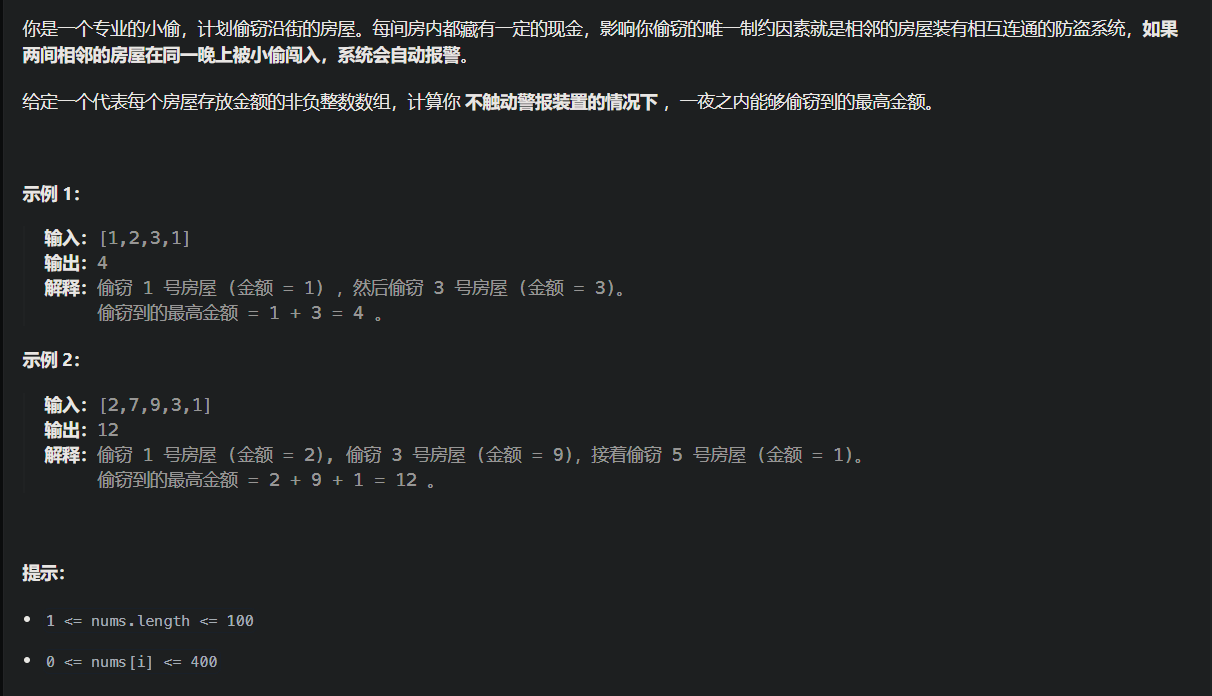 你是一个专业的小偷，计划偷窃沿街的房屋。每间房内都藏有一定的现金，影响你偷窃的唯一制约因素就是相邻的房屋装有相互连通的防盗系统，如果
两间相邻的房屋在同一晚上被小偷闯入，系统会自动报警。
给定一个代表每个房屋存放金额的非负整数数组，计算你 不触动警报装置的情况下 ，一夜之内能够偷窃到的最高金额。
示例 1：
输入：[1,2,3,1]
输出：4
解释：偷窃 1 号房屋 (金额 = 1) ，然后偷窃 3 号房屋 (金额 = 3)。
偷窃到的最高金额 = 1 + 3 = 4 。
示例 2：
输入：[2,7,9,3,1]
输出：12
解释：偷窃 1 号房屋 (金额 = 2), 偷窃 3 号房屋 (金额 = 9)，接着偷窃 5 号房屋 (金额 = 1)。
偷窃到的最高金额 = 2 + 9 + 1 = 12 。
提示：
• 1 <= nums.length <= 100
• 0 <= nums[i] <= 400